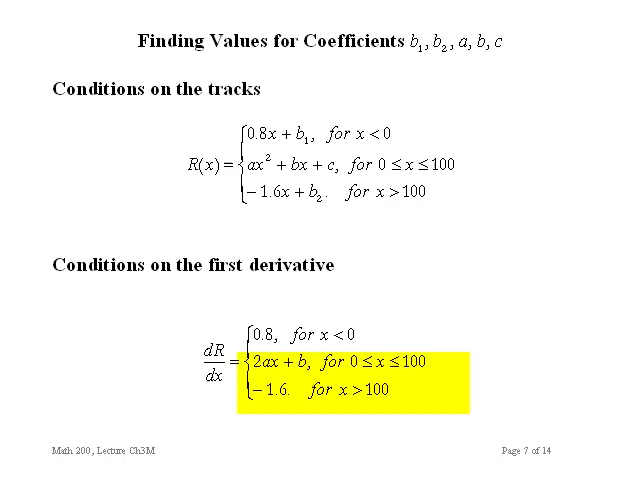 Finding Values for Coefficients b₁, b₂, a, b, c
Conditions on the tracks
R(x) = { 0.8x + b₁, for x < 0
ax² + bx + c, for 0 ≤ x ≤ 100
− 1.6x + b₂. for x > 100
Conditions on the first derivative
dR/dx = { 0.8, for x < 0
2ax + b, for 0 ≤ x ≤ 100
− 1.6. for x > 100
Math 200, Lecture Ch3M Page 7 of 14